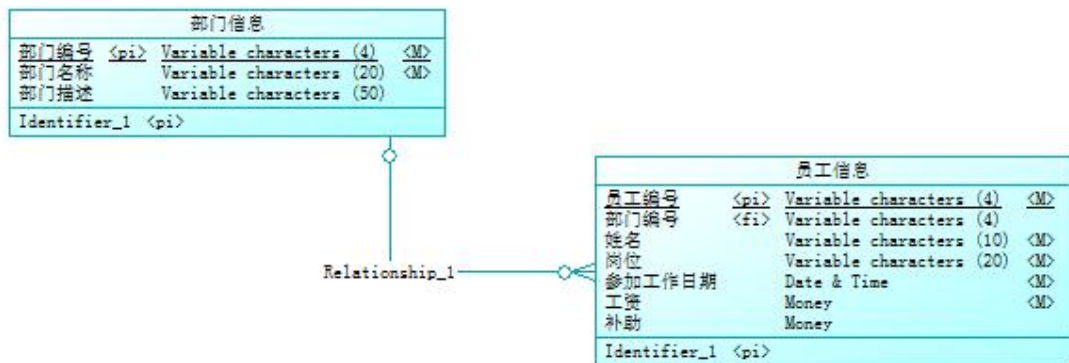 部门信息
部门编号 <pi> Variable characters (4) <M>
部门名称 Variable characters (20) <M>
部门描述 Variable characters (50)
Identifier_1 <pi>
员工信息
员工编号 <pi> Variable characters (4) <M>
部门编号 <fi> Variable characters (4)
姓名 Variable characters (10) <M>
岗位 Variable characters (20) <M>
参加工作日期 Date & Time <M>
工资 Money <M>
补助 Money
Identifier_1 <pi>
Relationship_1